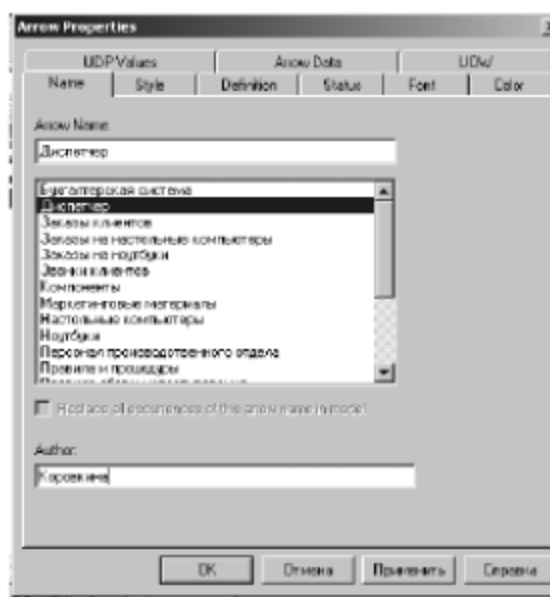 Arrow Properties
UDP Values Arrow Data UOW
Name Style Definition Status Font Color
Arrow Name:
Диспетчер
Бухгалтерская система
Диспетчер
Заказы клиентов
Заказы на настольные компьютеры
Заказы на ноутбуки
Звонки клиентов
Компоненты
Маркетинговые материалы
Настольные компьютеры
Ноутбуки
Персонал производственного отдела
Правила и процедуры
Replace all occurrences of this arrow name in model
Author:
Коровкина
OK Отмена Применить Справка